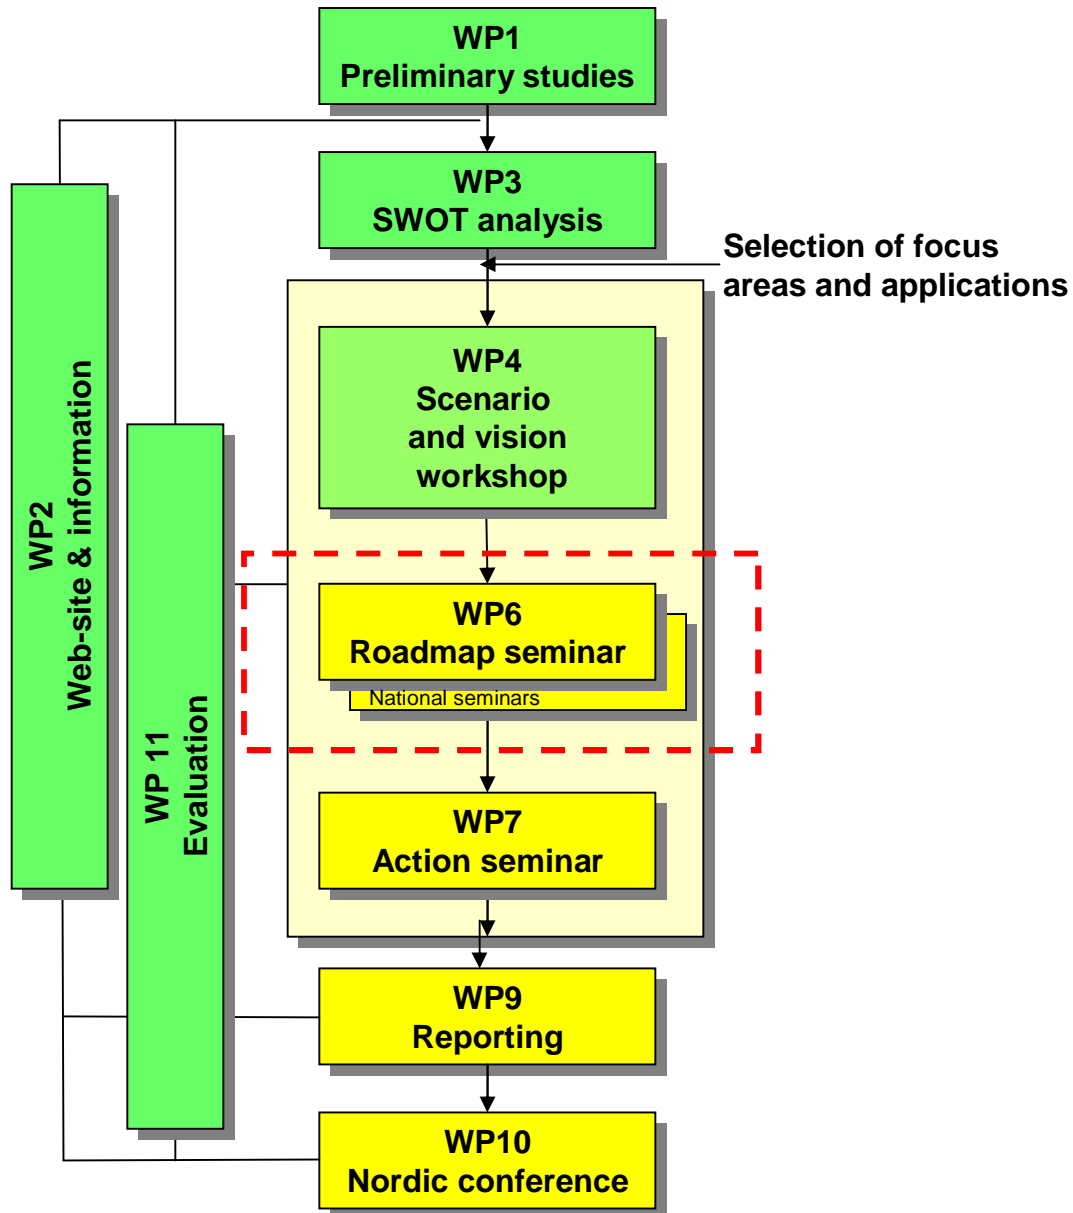 WP1
Preliminary studies
WP3
SWOT analysis
Selection of focus
areas and applications
WP4
Scenario
and vision
workshop
WP2
Web-site & information
WP 11
Evaluation
WP6
Roadmap seminar
National seminars
WP7
Action seminar
WP9
Reporting
WP10
Nordic conference